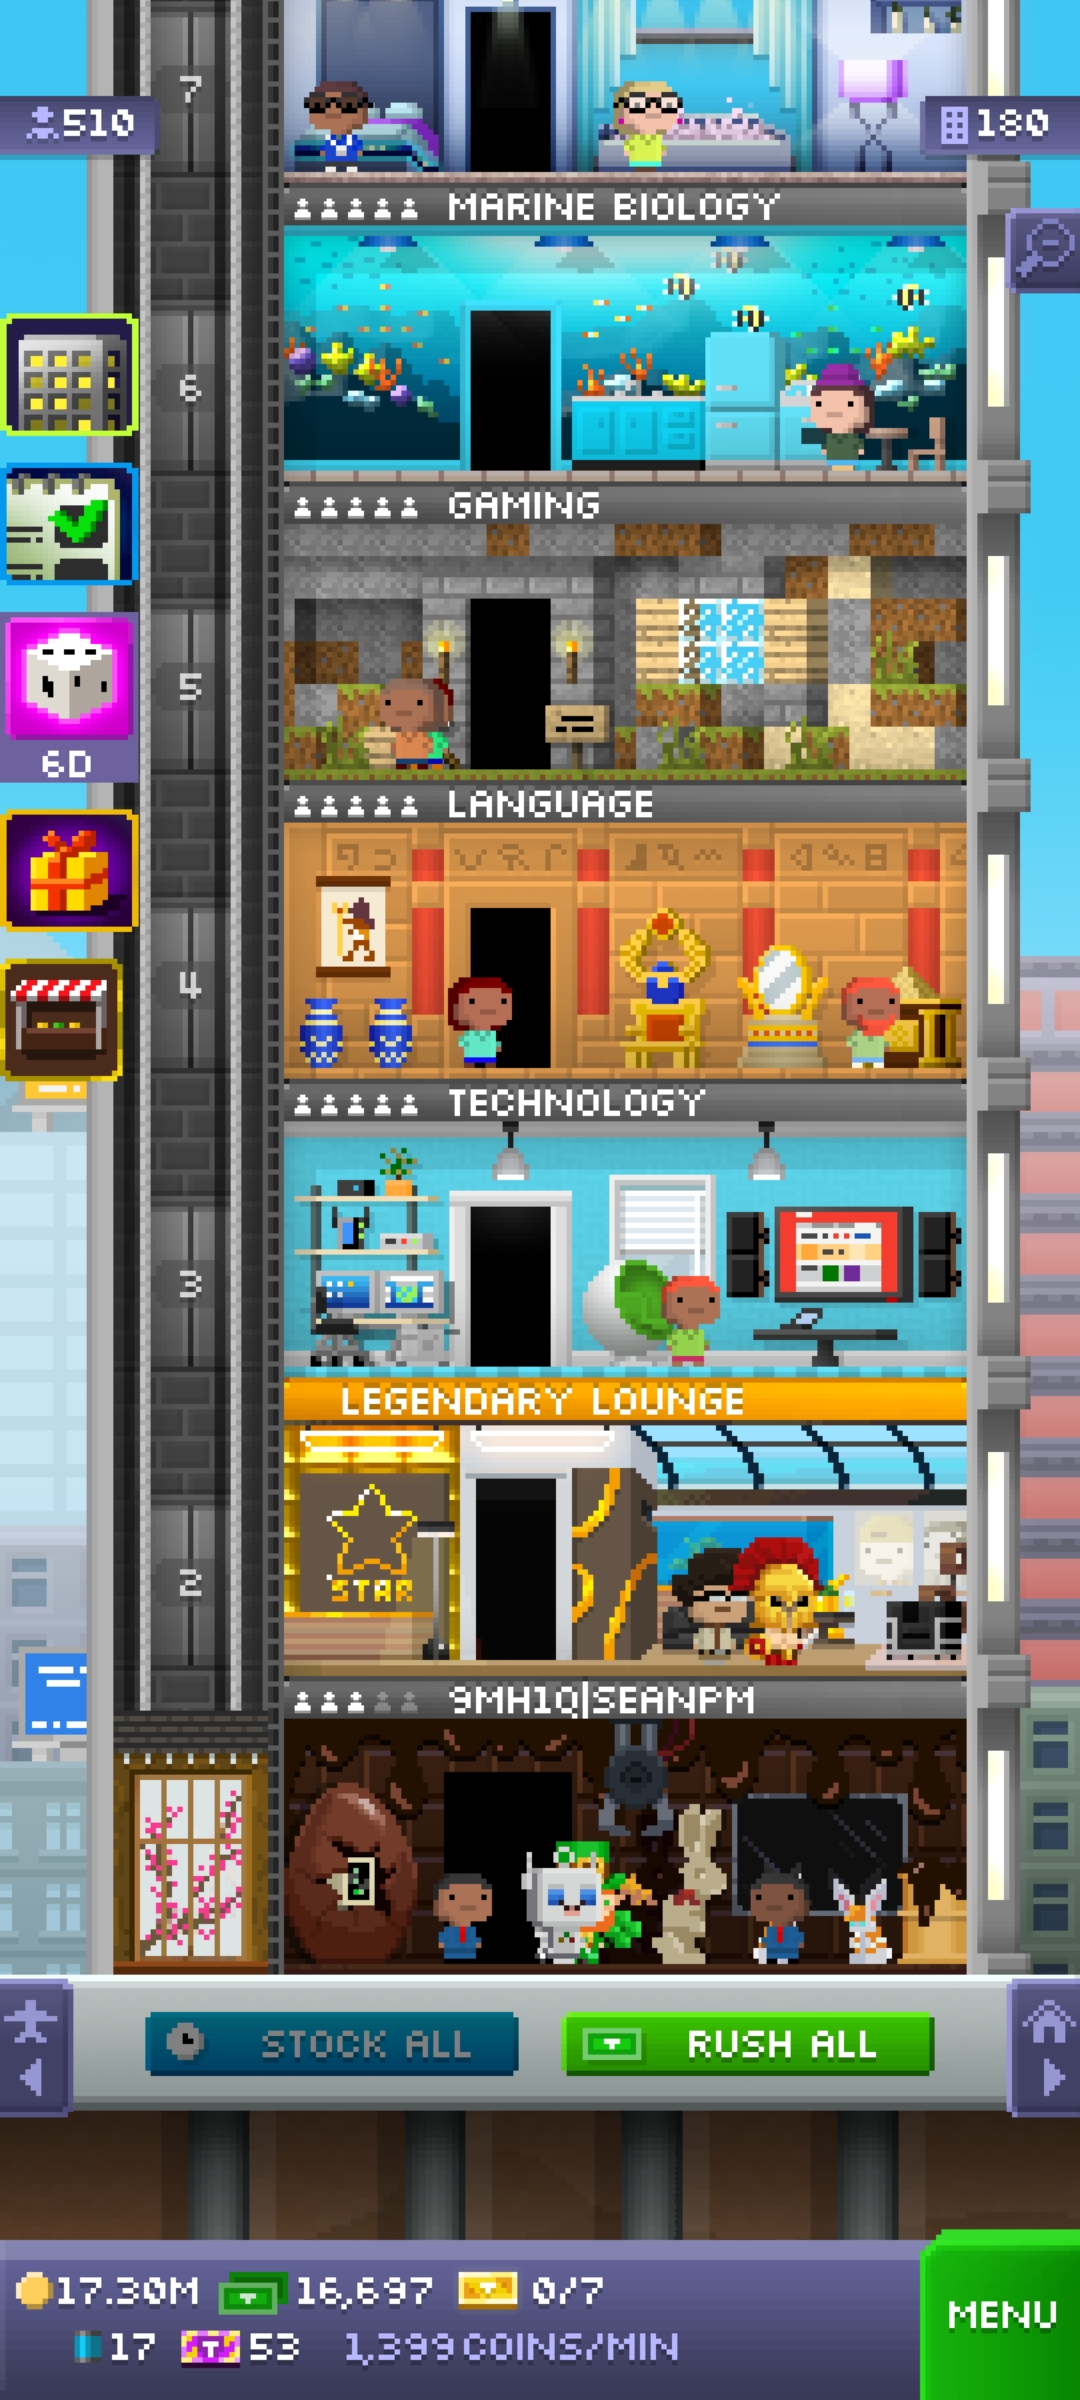 7
510
180
MARINE BIOLOGY
6
GAMING
5
6D
LANGUAGE
4
TECHNOLOGY
3
LEGENDARY LOUNGE
STAR
2
9MH1Q|SEANPM
STOCK ALL
RUSH ALL
17.30M
16,697
0/7
MENU
17
53
1,399 COINS/MIN